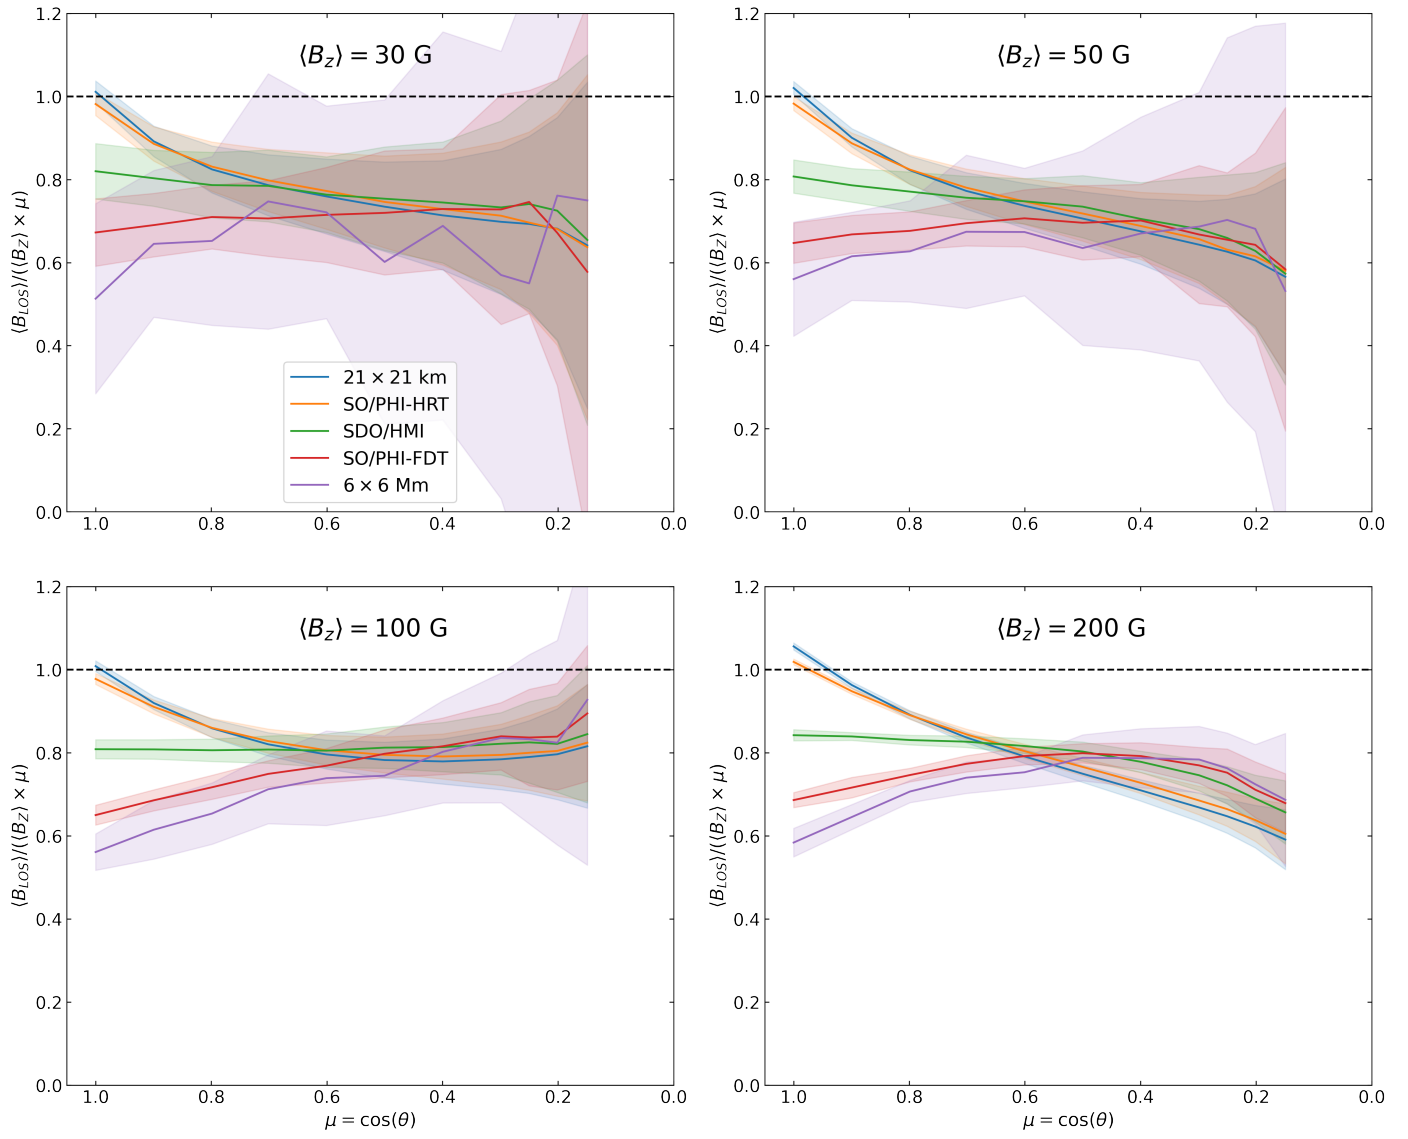 ⟨B_z⟩ = 30 G
1.2
1.0
0.8
0.6
0.4
0.2
0.0
⟨B_LOS⟩/(⟨B_Z⟩ × μ)
21 × 21 km
SO/PHI-HRT
SDO/HMI
SO/PHI-FDT
6 × 6 Mm
1.0 0.8 0.6 0.4 0.2 0.0
⟨B_z⟩ = 50 G
1.2
1.0
0.8
0.6
0.4
0.2
0.0
⟨B_LOS⟩/(⟨B_Z⟩ × μ)
1.0 0.8 0.6 0.4 0.2 0.0
⟨B_z⟩ = 100 G
1.2
1.0
0.8
0.6
0.4
0.2
0.0
⟨B_LOS⟩/(⟨B_Z⟩ × μ)
1.0 0.8 0.6 0.4 0.2 0.0
μ = cos(θ)
⟨B_z⟩ = 200 G
1.2
1.0
0.8
0.6
0.4
0.2
0.0
⟨B_LOS⟩/(⟨B_Z⟩ × μ)
1.0 0.8 0.6 0.4 0.2 0.0
μ = cos(θ)